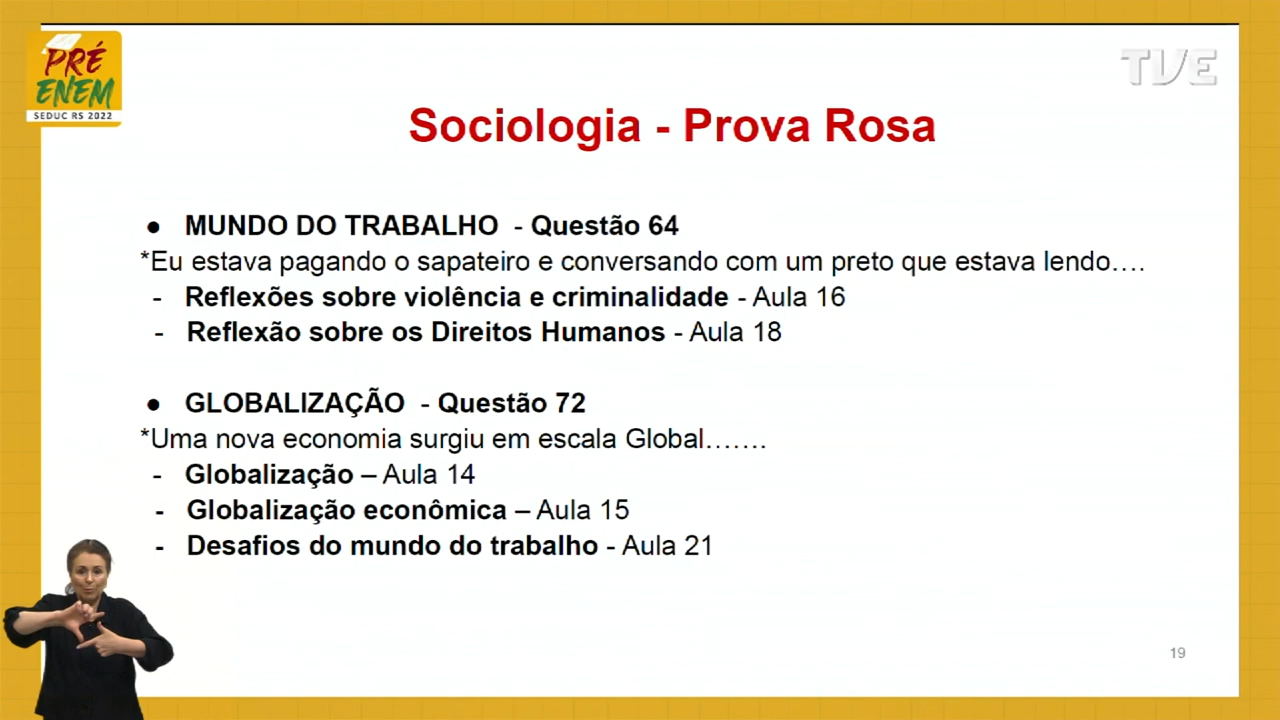 PRÉ
ENEM
SEDUC RS 2022
TVE
Sociologia - Prova Rosa
● MUNDO DO TRABALHO - Questão 64
*Eu estava pagando o sapateiro e conversando com um preto que estava lendo….
- Reflexões sobre violência e criminalidade - Aula 16
- Reflexão sobre os Direitos Humanos - Aula 18
● GLOBALIZAÇÃO - Questão 72
*Uma nova economia surgiu em escala Global…….
- Globalização – Aula 14
- Globalização econômica – Aula 15
- Desafios do mundo do trabalho - Aula 21
19